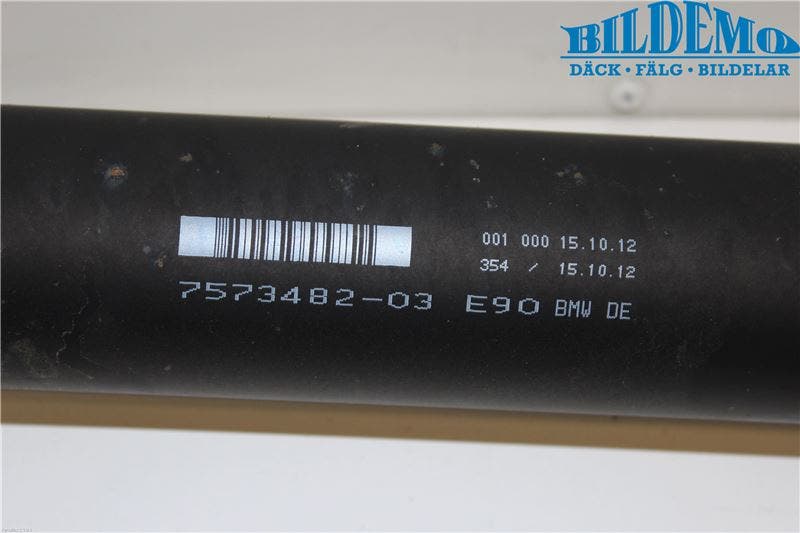 BILDEMO
DÄCK • FÄLG • BILDELAR
001 000 15.10.12
354 / 15.10.12
7573482-03 E90 BMW DE